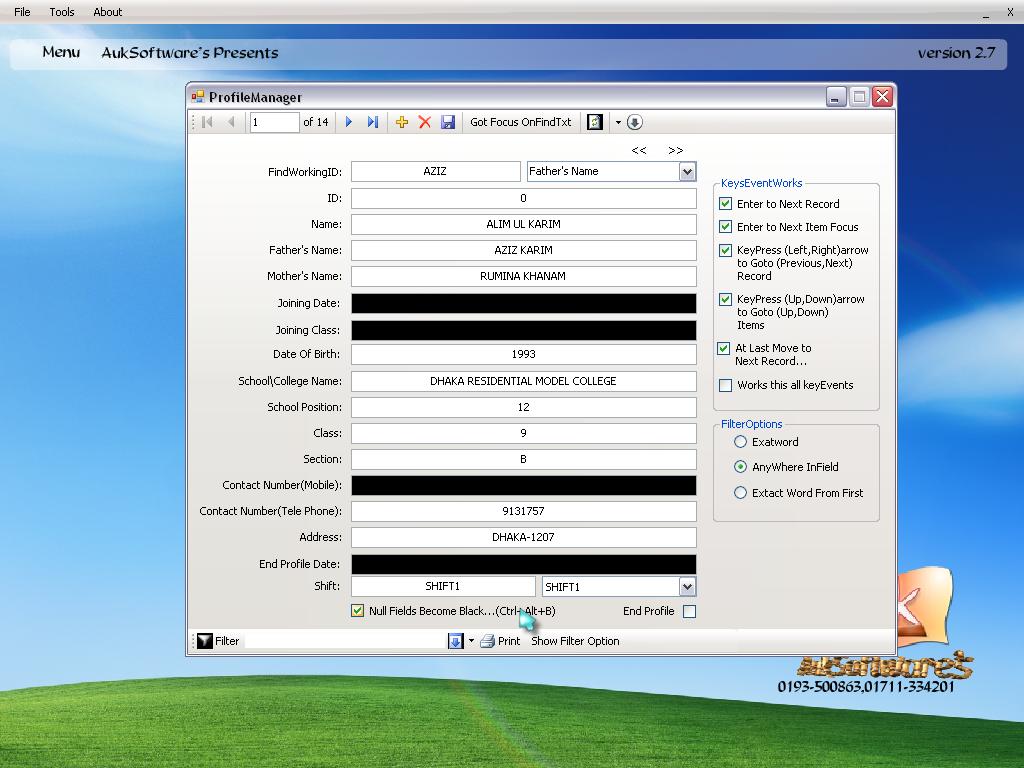 File Tools About _ X
Menu AukSoftware's Presents version 2.7
ProfileManager
1 of 14 Got Focus OnFindTxt
<< >>
FindWorkingID: AZIZ Father's Name
ID: 0
Name: ALIM UL KARIM
Father's Name: AZIZ KARIM
Mother's Name: RUMINA KHANAM
Joining Date:
Joining Class:
Date Of Birth: 1993
School\College Name: DHAKA RESIDENTIAL MODEL COLLEGE
School Position: 12
Class: 9
Section: B
Contact Number(Mobile):
Contact Number(Tele Phone): 9131757
Address: DHAKA-1207
End Profile Date:
Shift: SHIFT1 SHIFT1
Null Fields Become Black...(Ctrl+Alt+B) End Profile
KeysEventWorks
Enter to Next Record
Enter to Next Item Focus
KeyPress (Left,Right)arrow
to Goto (Previous,Next)
Record
KeyPress (Up,Down)arrow
to Goto (Up,Down)
Items
At Last Move to
Next Record...
Works this all keyEvents
FilterOptions
Exatword
AnyWhere InField
Extact Word From First
Filter Print Show Filter Option
AukSoftware's
0193-500863,01711-334201